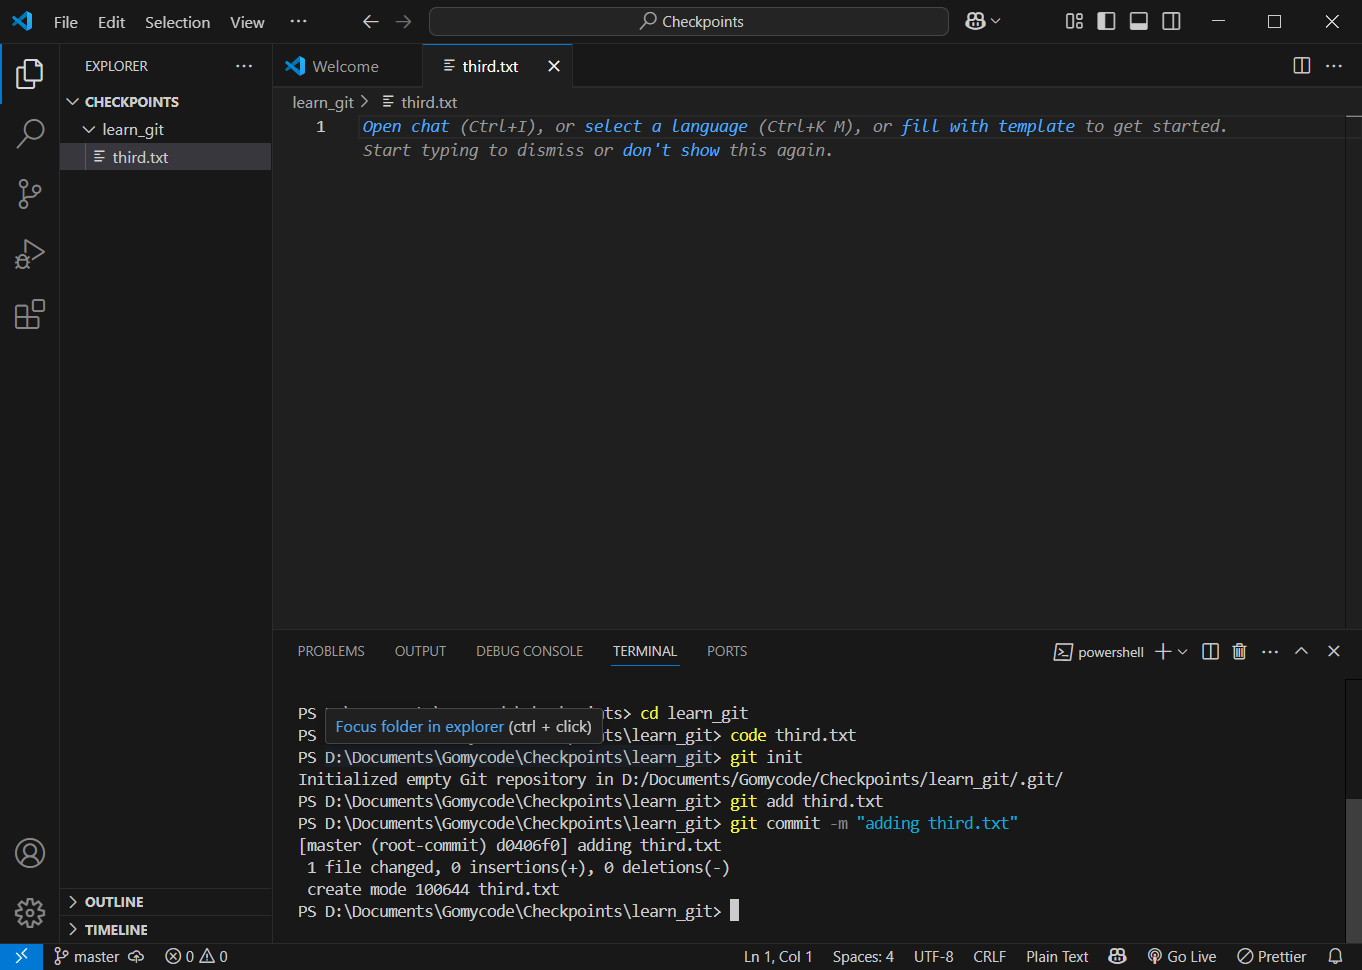 File Edit Selection View ··· Checkpoints
EXPLORER ···
Welcome third.txt
CHECKPOINTS
learn_git
third.txt
learn_git > third.txt
1 Open chat (Ctrl+I), or select a language (Ctrl+K M), or fill with template to get started.
Start typing to dismiss or don't show this again.
PROBLEMS OUTPUT DEBUG CONSOLE TERMINAL PORTS powershell
PS ts> cd learn_git
Focus folder in explorer (ctrl + click)
PS ts\learn_git> code third.txt
PS D:\Documents\Gomycode\Checkpoints\learn_git> git init
Initialized empty Git repository in D:/Documents/Gomycode/Checkpoints/learn_git/.git/
PS D:\Documents\Gomycode\Checkpoints\learn_git> git add third.txt
PS D:\Documents\Gomycode\Checkpoints\learn_git> git commit -m "adding third.txt"
[master (root-commit) d0406f0] adding third.txt
1 file changed, 0 insertions(+), 0 deletions(-)
create mode 100644 third.txt
PS D:\Documents\Gomycode\Checkpoints\learn_git>
OUTLINE
TIMELINE
master 0 0 Ln 1, Col 1 Spaces: 4 UTF-8 CRLF Plain Text Go Live Prettier